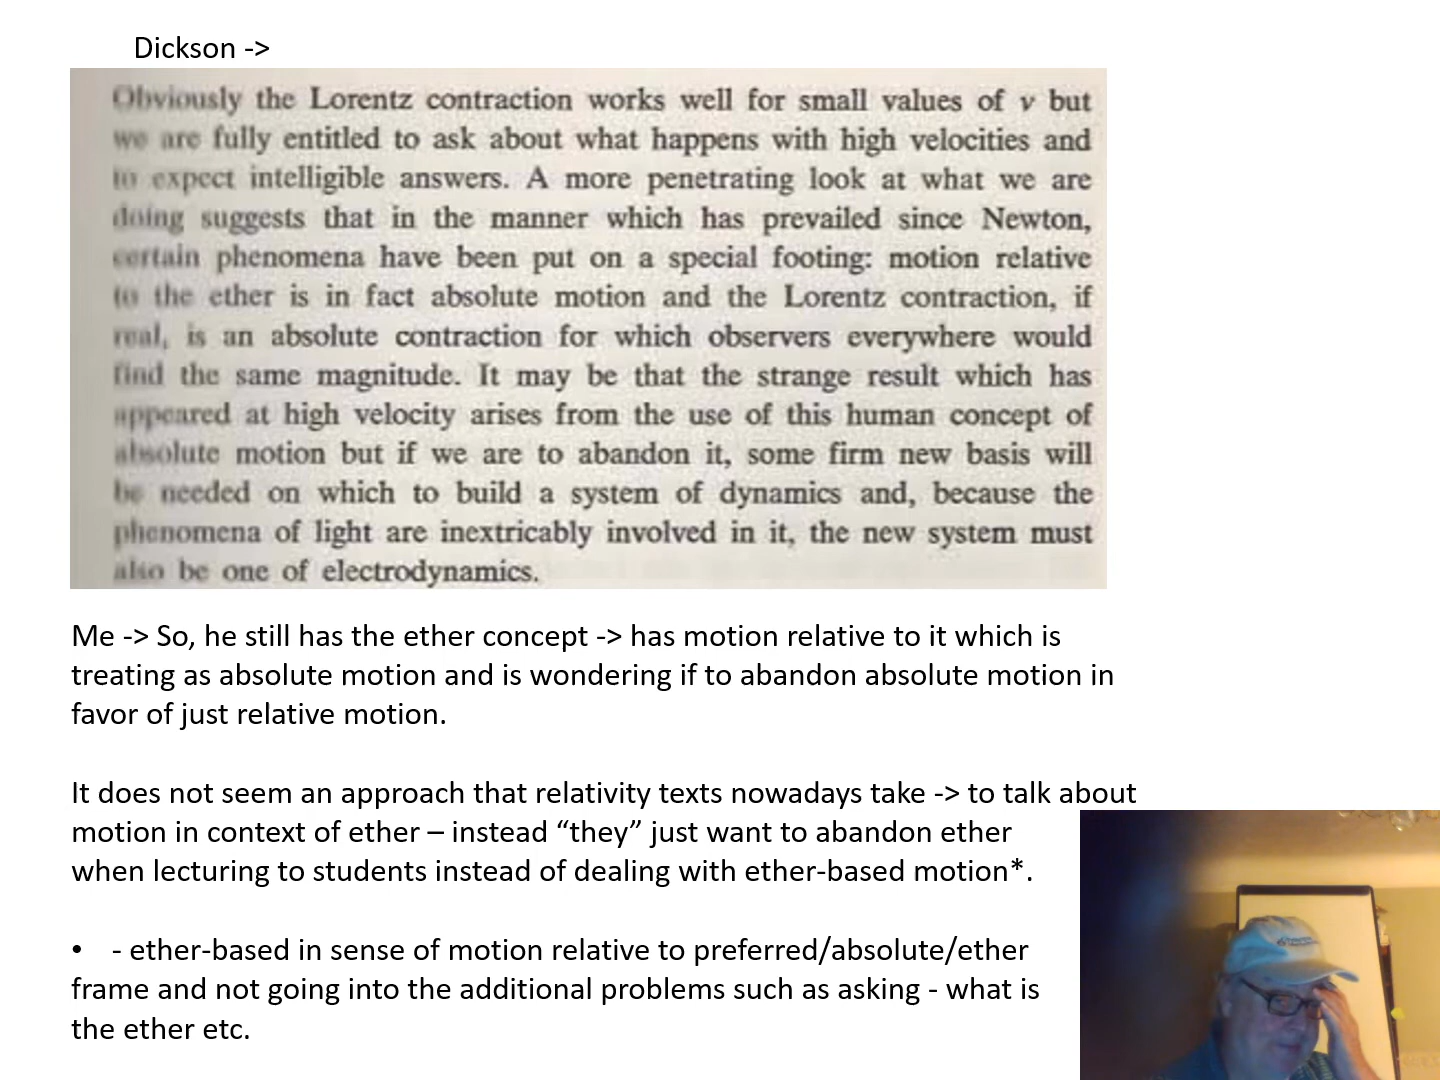 Dickson ->
Obviously the Lorentz contraction works well for small values of v but
we are fully entitled to ask about what happens with high velocities and
to expect intelligible answers. A more penetrating look at what we are
doing suggests that in the manner which has prevailed since Newton,
certain phenomena have been put on a special footing: motion relative
to the ether is in fact absolute motion and the Lorentz contraction, if
real, is an absolute contraction for which observers everywhere would
find the same magnitude. It may be that the strange result which has
appeared at high velocity arises from the use of this human concept of
absolute motion but if we are to abandon it, some firm new basis will
be needed on which to build a system of dynamics and, because the
phenomena of light are inextricably involved in it, the new system must
also be one of electrodynamics.
Me -> So, he still has the ether concept -> has motion relative to it which is
treating as absolute motion and is wondering if to abandon absolute motion in
favor of just relative motion.
It does not seem an approach that relativity texts nowadays take -> to talk about
motion in context of ether – instead “they” just want to abandon ether
when lecturing to students instead of dealing with ether-based motion*.
• - ether-based in sense of motion relative to preferred/absolute/ether
frame and not going into the additional problems such as asking - what is
the ether etc.